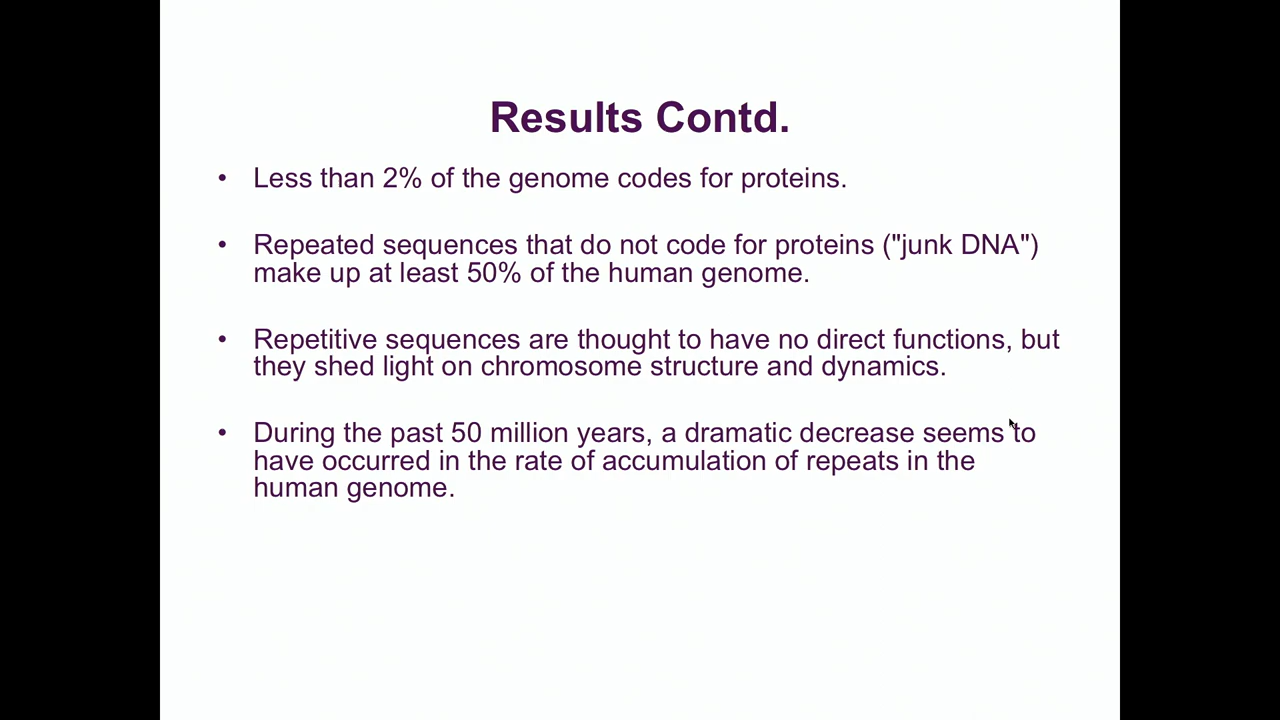 Results Contd.
• Less than 2% of the genome codes for proteins.
• Repeated sequences that do not code for proteins ("junk DNA")
make up at least 50% of the human genome.
• Repetitive sequences are thought to have no direct functions, but
they shed light on chromosome structure and dynamics.
• During the past 50 million years, a dramatic decrease seems to
have occurred in the rate of accumulation of repeats in the
human genome.